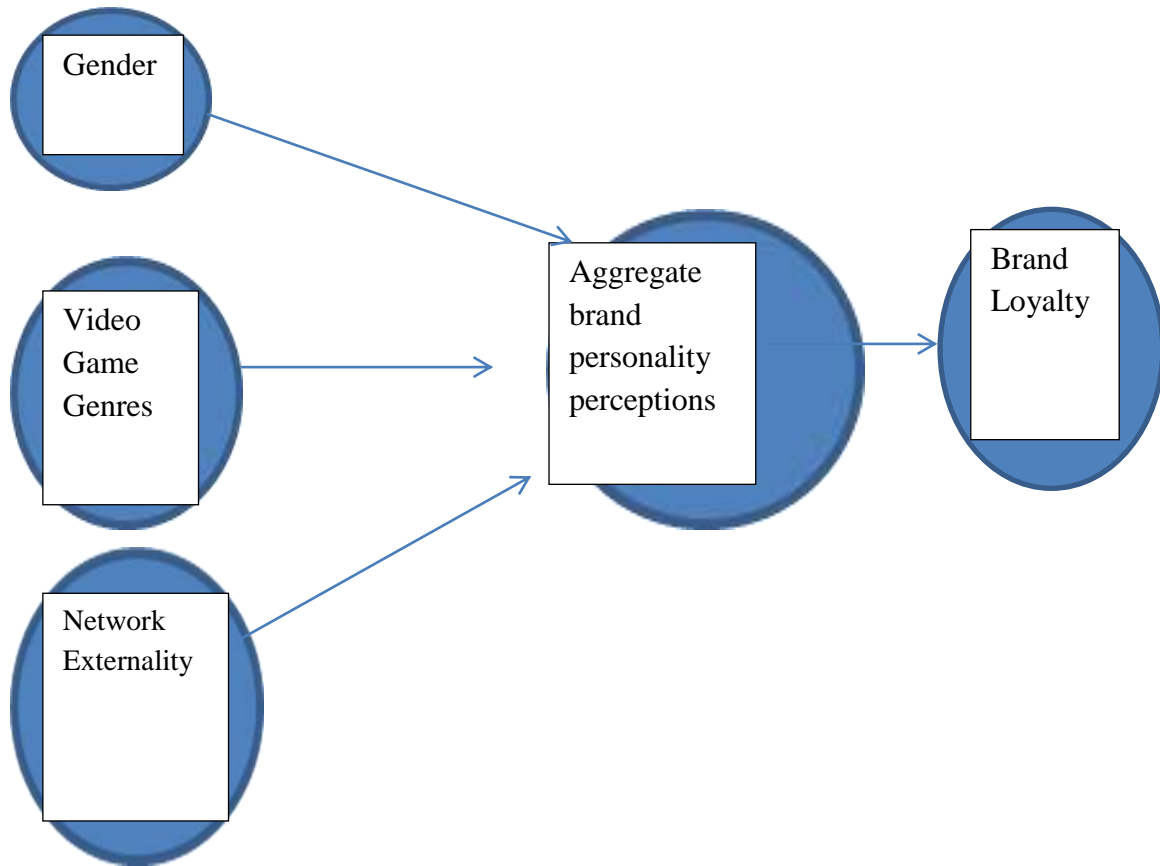 Gender
Video
Game
Genres
Network
Externality
Aggregate
brand
personality
perceptions
Brand
Loyalty